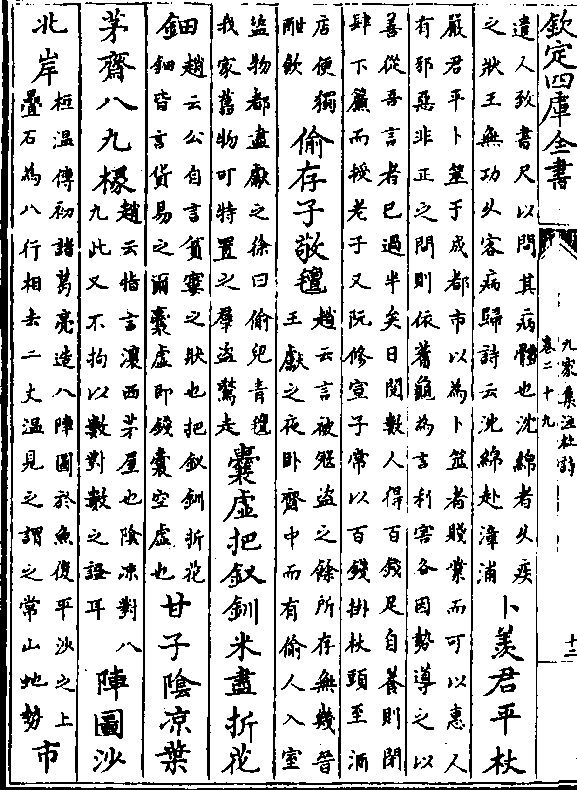 欽定四庫全書
九家集注杜詩
卷二十九
十二
遣人致書尺以問其病體也沈綿者久疾
之狀王無功久客病歸詩云沈綿赴漳浦
卜羨君平杖
嚴君平卜筮于成都市以為卜筮者賤業而可以惠人
有邪惡非正之問則依蓍龜為言利害各因勢導之以
善從吾言者已過半矣日閱數人得百錢足自養則閉
肆下簾而授老子又阮修宣子常以百錢掛杖頭至酒
店便獨
酣飲
偷存子敬氊
趙云言被冦盗之餘所存無幾晉
王獻之夜卧齋中而有偷人入室
盜物都盡獻之徐曰偷兒青氊
我家舊物可特置之羣盜驚走
囊虚把釵釧米盡折花
鈿
趙云公自言貧窶之狀也把釵釧折花
鈿皆言貨易之爾囊虚即錢囊空虚也
甘子陰凉葉
茅齋八九椽
趙云指言瀼西茅屋也陰凉對八
九此又不拘以數對數之語耳
陣圖沙
北岸
桓温傳初諸葛亮造八陣圖於魚復平沙之上
疊石為八行相去二丈温見之謂之常山地勢
市